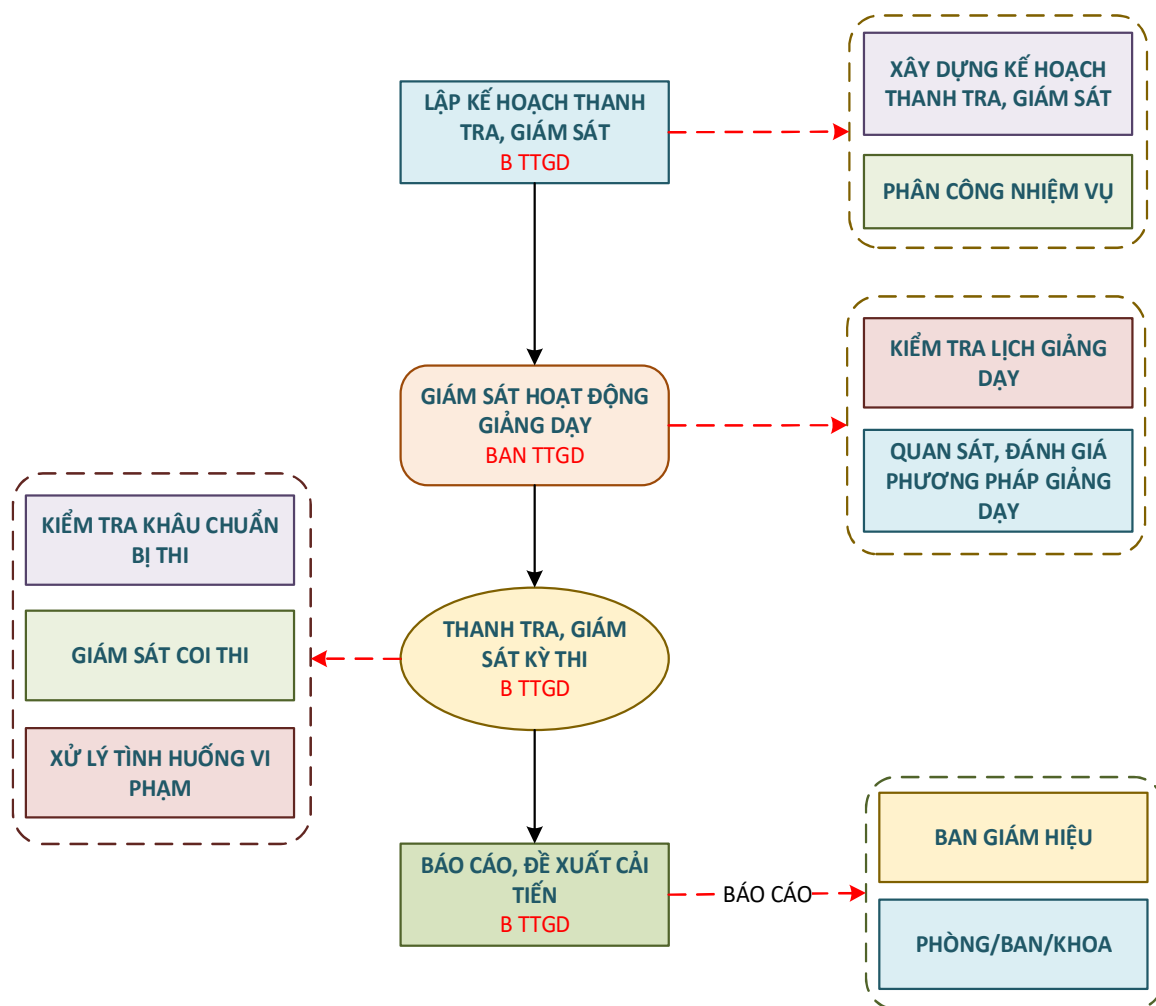 LẬP KẾ HOẠCH THANH
TRA, GIÁM SÁT
B TTGD
XÂY DỰNG KẾ HOẠCH
THANH TRA, GIÁM SÁT
PHÂN CÔNG NHIỆM VỤ
GIÁM SÁT HOẠT ĐỘNG
GIẢNG DẠY
BAN TTGD
KIỂM TRA LỊCH GIẢNG
DẠY
QUAN SÁT, ĐÁNH GIÁ
PHƯƠNG PHÁP GIẢNG
DẠY
THANH TRA, GIÁM
SÁT KỲ THI
B TTGD
KIỂM TRA KHÂU CHUẨN
BỊ THI
GIÁM SÁT COI THI
XỬ LÝ TÌNH HUỐNG VI
PHẠM
BÁO CÁO, ĐỀ XUẤT CẢI
TIẾN
B TTGD
BÁO CÁO
BAN GIÁM HIỆU
PHÒNG/BAN/KHOA